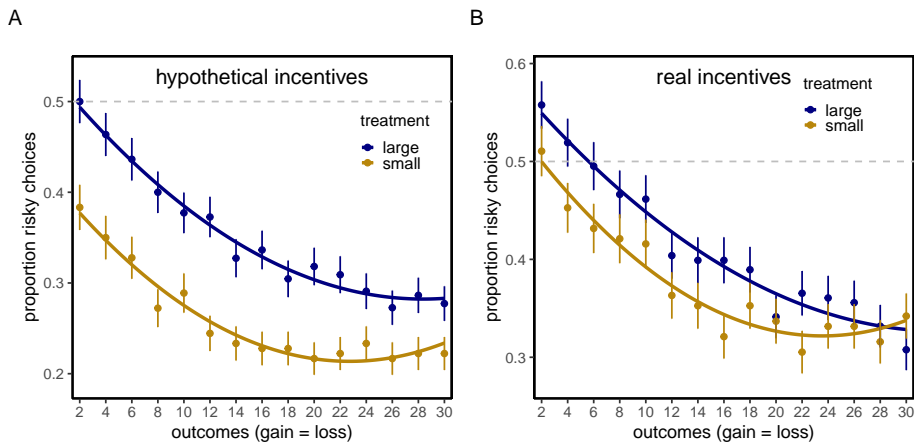 A
hypothetical incentives
treatment
large
small
proportion risky choices
0.5
0.4
0.3
0.2
2 4 6 8 10 12 14 16 18 20 22 24 26 28 30
outcomes (gain = loss)
B
real incentives
treatment
large
small
proportion risky choices
0.6
0.5
0.4
0.3
2 4 6 8 10 12 14 16 18 20 22 24 26 28 30
outcomes (gain = loss)